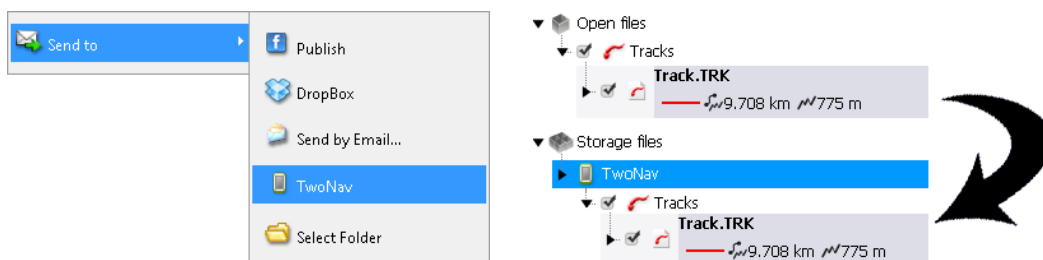 Send to
Publish
DropBox
Send by Email...
TwoNav
Select Folder
Open files
Tracks
Track.TRK
9.708 km 775 m
Storage files
TwoNav
Tracks
Track.TRK
9.708 km 775 m